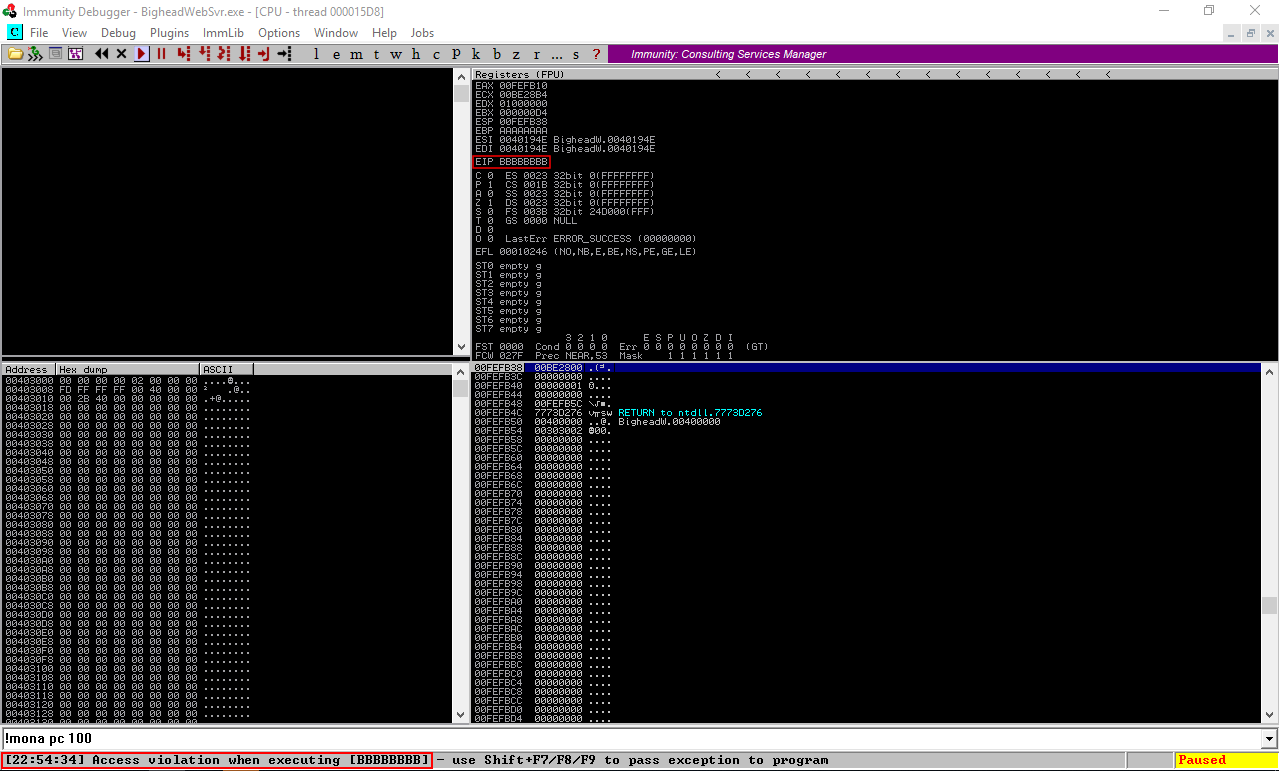 Immunity Debugger - BigheadWebSvr.exe - [CPU - thread 000015D8]
C File View Debug Plugins ImmLib Options Window Help Jobs
l e m t w h c P k b z r ... s ? Immunity: Consulting Services Manager
Registers (FPU) < < < < < < < < < < < < < <
EAX 00FEFB10
ECX 00BE28B4
EDX 01000000
EBX 000000D4
ESP 00FEFB38
EBP AAAAAAAA
ESI 0040194E BigheadW.0040194E
EDI 0040194E BigheadW.0040194E
EIP BBBBBBBB
C 0 ES 0023 32bit 0(FFFFFFFF)
P 1 CS 001B 32bit 0(FFFFFFFF)
A 0 SS 0023 32bit 0(FFFFFFFF)
Z 1 DS 0023 32bit 0(FFFFFFFF)
S 0 FS 003B 32bit 24D000(FFF)
T 0 GS 0000 NULL
D 0
O 0 LastErr ERROR_SUCCESS (00000000)
EFL 00010246 (NO,NB,E,BE,NS,PE,GE,LE)
ST0 empty g
ST1 empty g
ST2 empty g
ST3 empty g
ST4 empty g
ST5 empty g
ST6 empty g
ST7 empty g
3 2 1 0 E S P U O Z D I
FST 0000 Cond 0 0 0 0 Err 0 0 0 0 0 0 0 0 (GT)
FCW 027F Prec NEAR,53 Mask 1 1 1 1 1 1
Address Hex dump ASCII
00403000 00 00 00 00 02 00 00 00
00403008 FD FF FF FF 00 40 00 00
00403010 00 2B 40 00 00 00 00 00 .+@.....
00403018 00 00 00 00 00 00 00 00 ........
00403020 00 00 00 00 00 00 00 00 ........
00403028 00 00 00 00 00 00 00 00 ........
00403030 00 00 00 00 00 00 00 00 ........
00403038 00 00 00 00 00 00 00 00 ........
00403040 00 00 00 00 00 00 00 00 ........
00403048 00 00 00 00 00 00 00 00 ........
00403050 00 00 00 00 00 00 00 00 ........
00403058 00 00 00 00 00 00 00 00 ........
00403060 00 00 00 00 00 00 00 00 ........
00403068 00 00 00 00 00 00 00 00 ........
00403070 00 00 00 00 00 00 00 00 ........
00403078 00 00 00 00 00 00 00 00 ........
00403080 00 00 00 00 00 00 00 00 ........
00403088 00 00 00 00 00 00 00 00 ........
00403090 00 00 00 00 00 00 00 00 ........
00403098 00 00 00 00 00 00 00 00 ........
004030A0 00 00 00 00 00 00 00 00 ........
004030A8 00 00 00 00 00 00 00 00 ........
004030B0 00 00 00 00 00 00 00 00 ........
004030B8 00 00 00 00 00 00 00 00 ........
004030C0 00 00 00 00 00 00 00 00 ........
004030C8 00 00 00 00 00 00 00 00 ........
004030D0 00 00 00 00 00 00 00 00 ........
004030D8 00 00 00 00 00 00 00 00 ........
004030E0 00 00 00 00 00 00 00 00 ........
004030E8 00 00 00 00 00 00 00 00 ........
004030F0 00 00 00 00 00 00 00 00 ........
004030F8 00 00 00 00 00 00 00 00 ........
00403100 00 00 00 00 00 00 00 00 ........
00403108 00 00 00 00 00 00 00 00 ........
00403110 00 00 00 00 00 00 00 00 ........
00403118 00 00 00 00 00 00 00 00 ........
00403120 00 00 00 00 00 00 00 00 ........
00403128 00 00 00 00 00 00 00 00 ........
00FEFB38 00BE2800
00FEFB3C 00000000 ....
00FEFB40 00000001
00FEFB44 00000000 ....
00FEFB48 00FEFB5C
00FEFB4C 7773D276 RETURN to ntdll.7773D276
00FEFB50 00400000 ..@. BigheadW.00400000
00FEFB54 00303002
00FEFB58 00000000 ....
00FEFB5C 00000000 ....
00FEFB60 00000000 ....
00FEFB64 00000000 ....
00FEFB68 00000000 ....
00FEFB6C 00000000 ....
00FEFB70 00000000 ....
00FEFB74 00000000 ....
00FEFB78 00000000 ....
00FEFB7C 00000000 ....
00FEFB80 00000000 ....
00FEFB84 00000000 ....
00FEFB88 00000000 ....
00FEFB8C 00000000 ....
00FEFB90 00000000 ....
00FEFB94 00000000 ....
00FEFB98 00000000 ....
00FEFB9C 00000000 ....
00FEFBA0 00000000 ....
00FEFBA4 00000000 ....
00FEFBA8 00000000 ....
00FEFBAC 00000000 ....
00FEFBB0 00000000 ....
00FEFBB4 00000000 ....
00FEFBB8 00000000 ....
00FEFBBC 00000000 ....
00FEFBC0 00000000 ....
00FEFBC4 00000000 ....
00FEFBC8 00000000 ....
00FEFBCC 00000000 ....
00FEFBD0 00000000 ....
00FEFBD4 00000000 ....
!mona pc 100
[22:54:34] Access violation when executing [BBBBBBBB] - use Shift+F7/F8/F9 to pass exception to program Paused